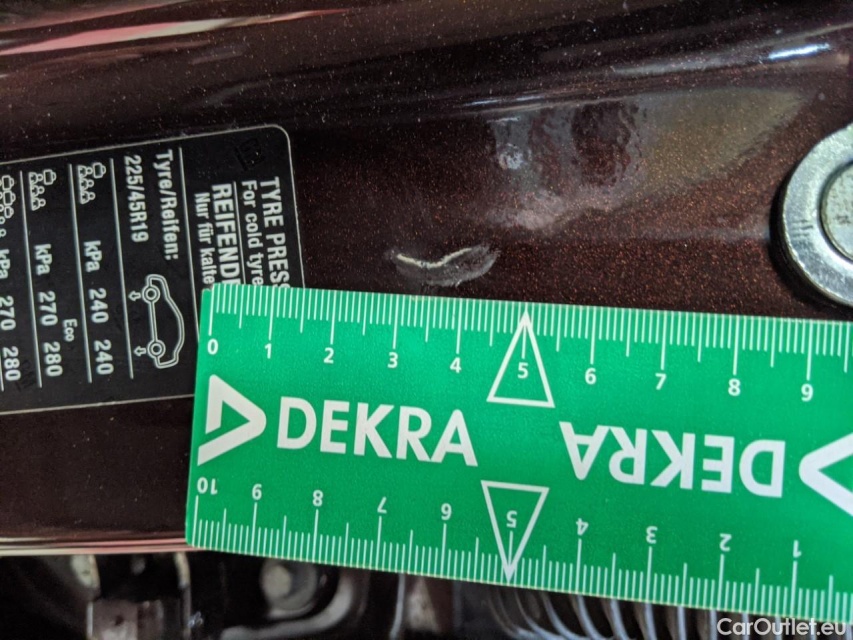 TYRE PRES
For cold tyre
REIFEND
Nur für kalte
Tyre/Reifen:
225/45R19
kPa 240 240
Eco
kPa 270 280
kPa 270 280
0 1 2 3 4 5 6 7 8 9
DEKRA DEKRA
10 9 8 7 6 5 4 3 2 1
CarOutlet.eu